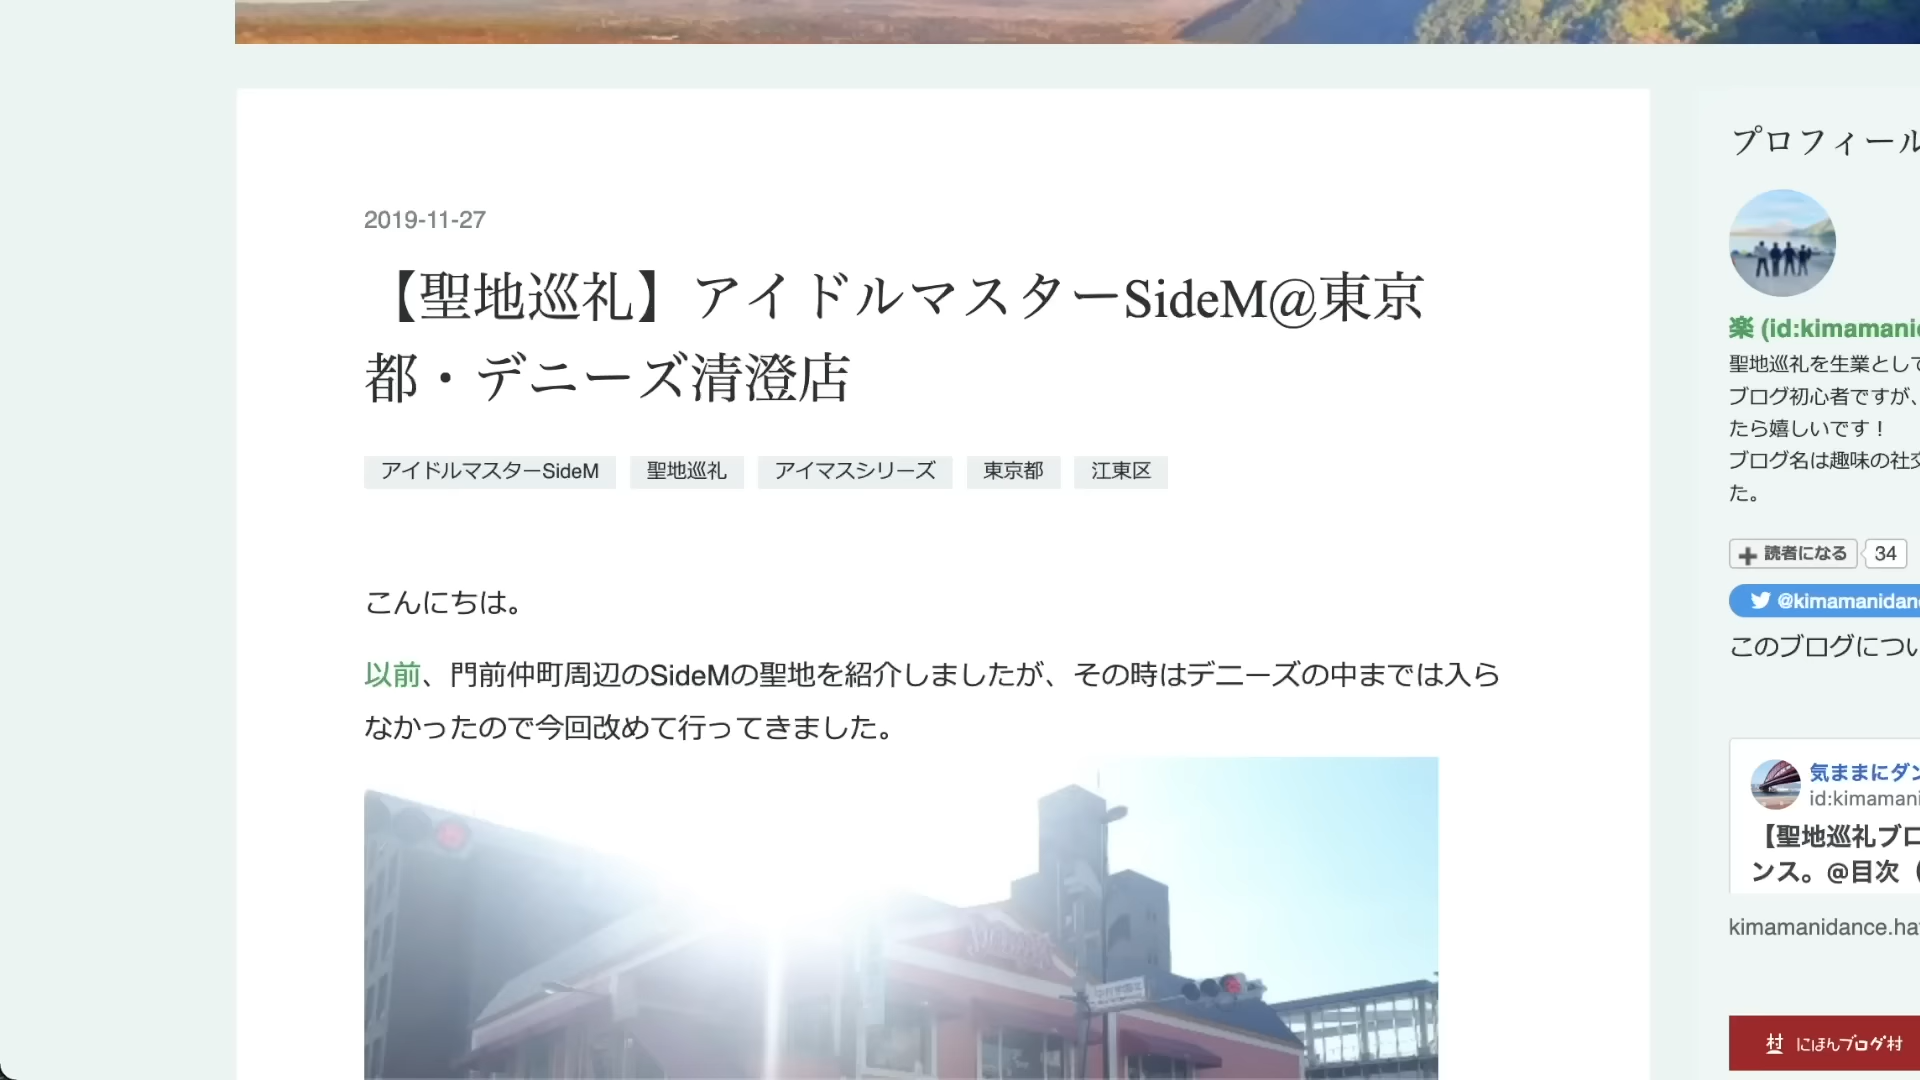 2019-11-27
【聖地巡礼】アイドルマスターSideM@東京
都・デニーズ清澄店
アイドルマスターSideM 聖地巡礼 アイマスシリーズ 東京都 江東区
こんにちは。
以前、門前仲町周辺のSideMの聖地を紹介しましたが、その時はデニーズの中までは入ら
なかったので今回改めて行ってきました。
Denny's
プロフィール
楽 (id:kimamani
聖地巡礼を生業として
ブログ初心者ですが、
たら嬉しいです！
ブログ名は趣味の社交
た。
読者になる 34
@kimamanidan
このブログについ
気ままにダン
id:kimamani
【聖地巡礼ブロ
ンス。@目次（
kimamanidance.ha
村 にほんブログ村